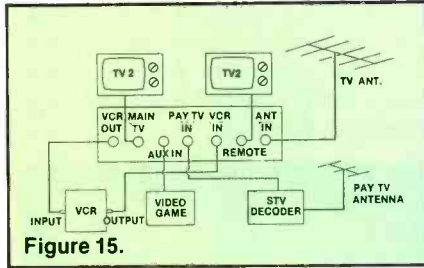 TV 2
TV2
TV ANT.
VCR MAIN PAY TV VCR ANT
OUT TV IN IN IN
AUX IN REMOTE
PAY TV
ANTENNA
VCR
INPUT OUTPUT
VIDEO
GAME
STV
DECODER
Figure 15.